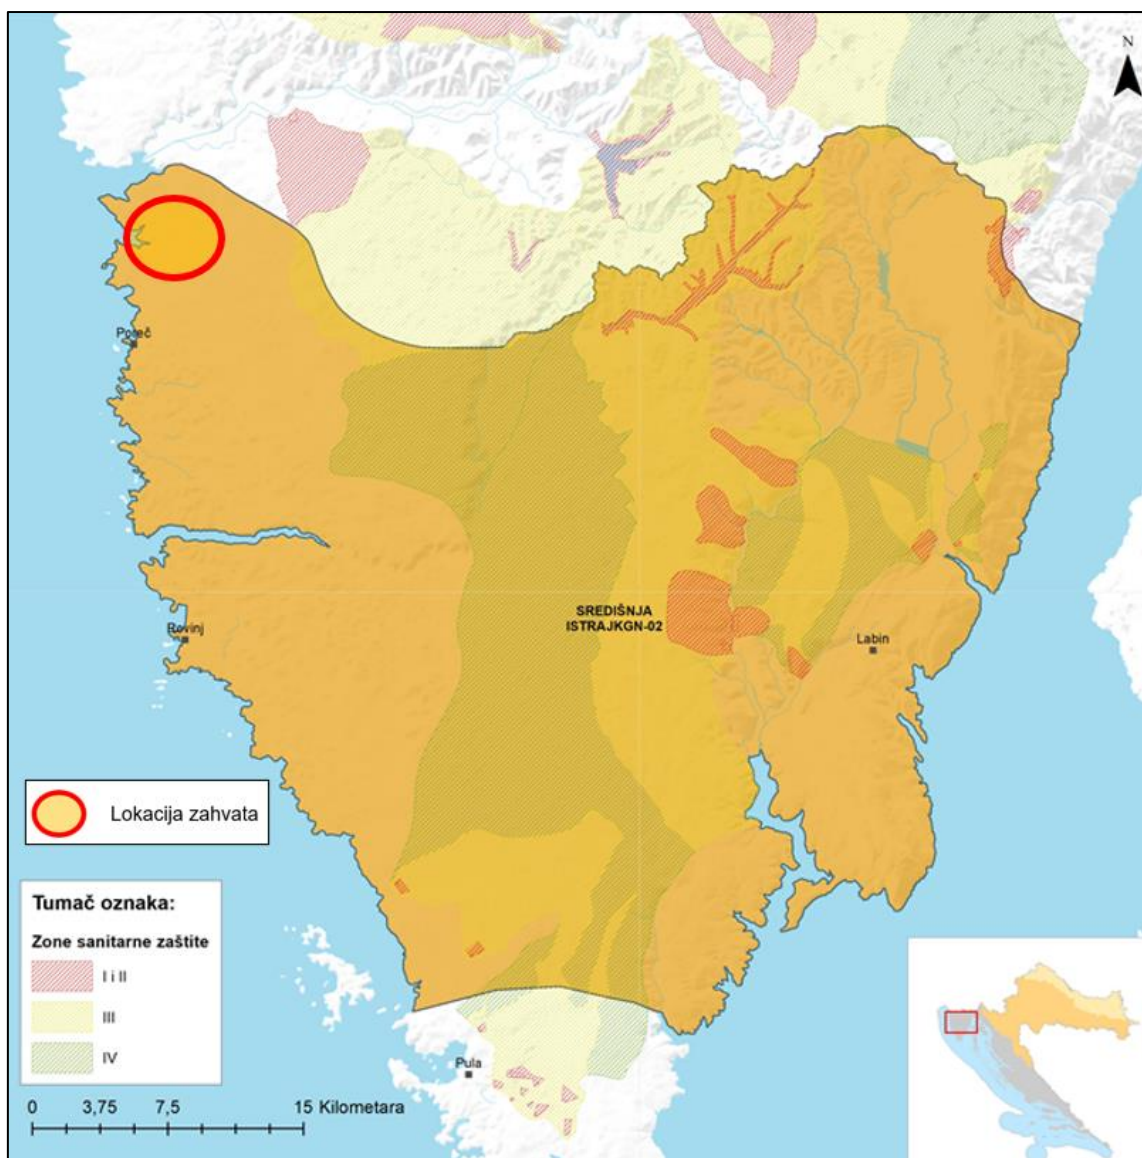 N
Poreč
Rovinj
SREDIŠNJA
ISTRAJKGN-02
Labin
Lokacija zahvata
Tumač oznaka:
Zone sanitarne zaštite
I i II
III
IV
Pula
0 3,75 7,5 15 Kilometara